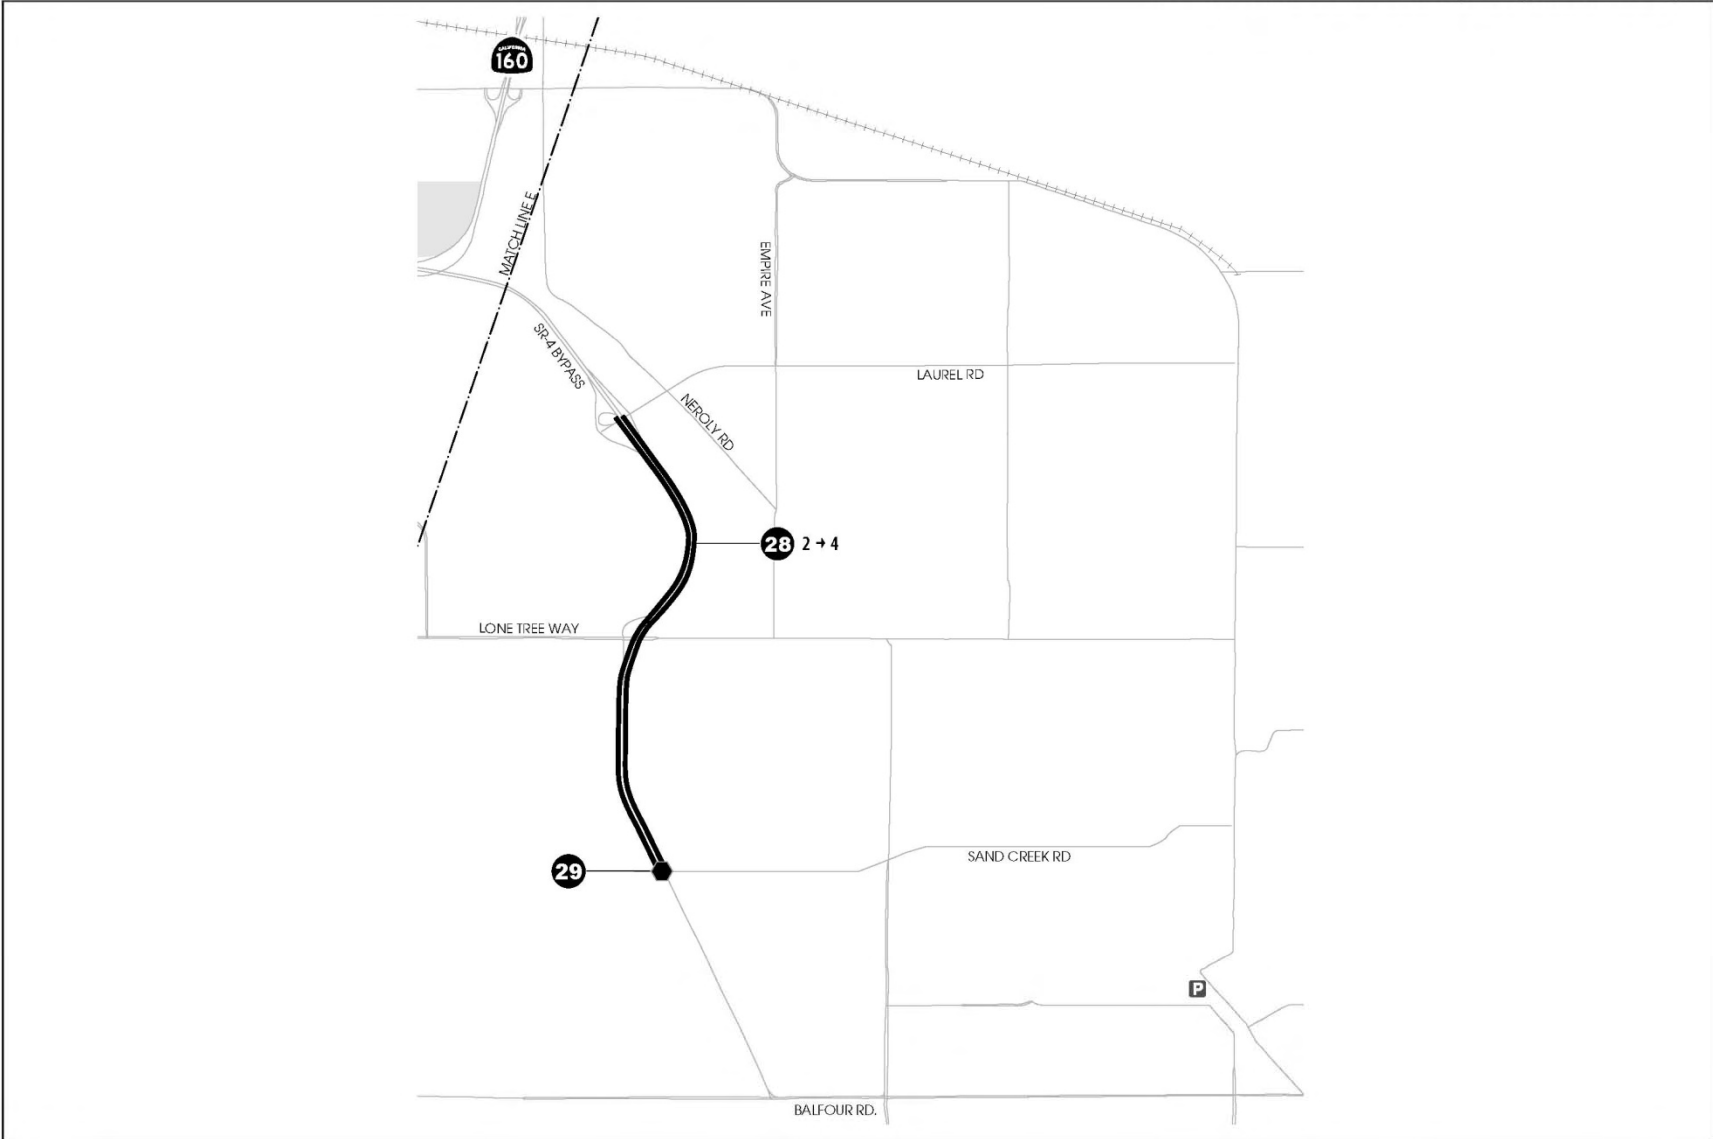 CALIFORNIA
160
MATCH LINE E
EMPIRE AVE
SR-4 BYPASS
LAUREL RD
NEROLY RD
28 2 → 4
LONE TREE WAY
SAND CREEK RD
29
P
BALFOUR RD.